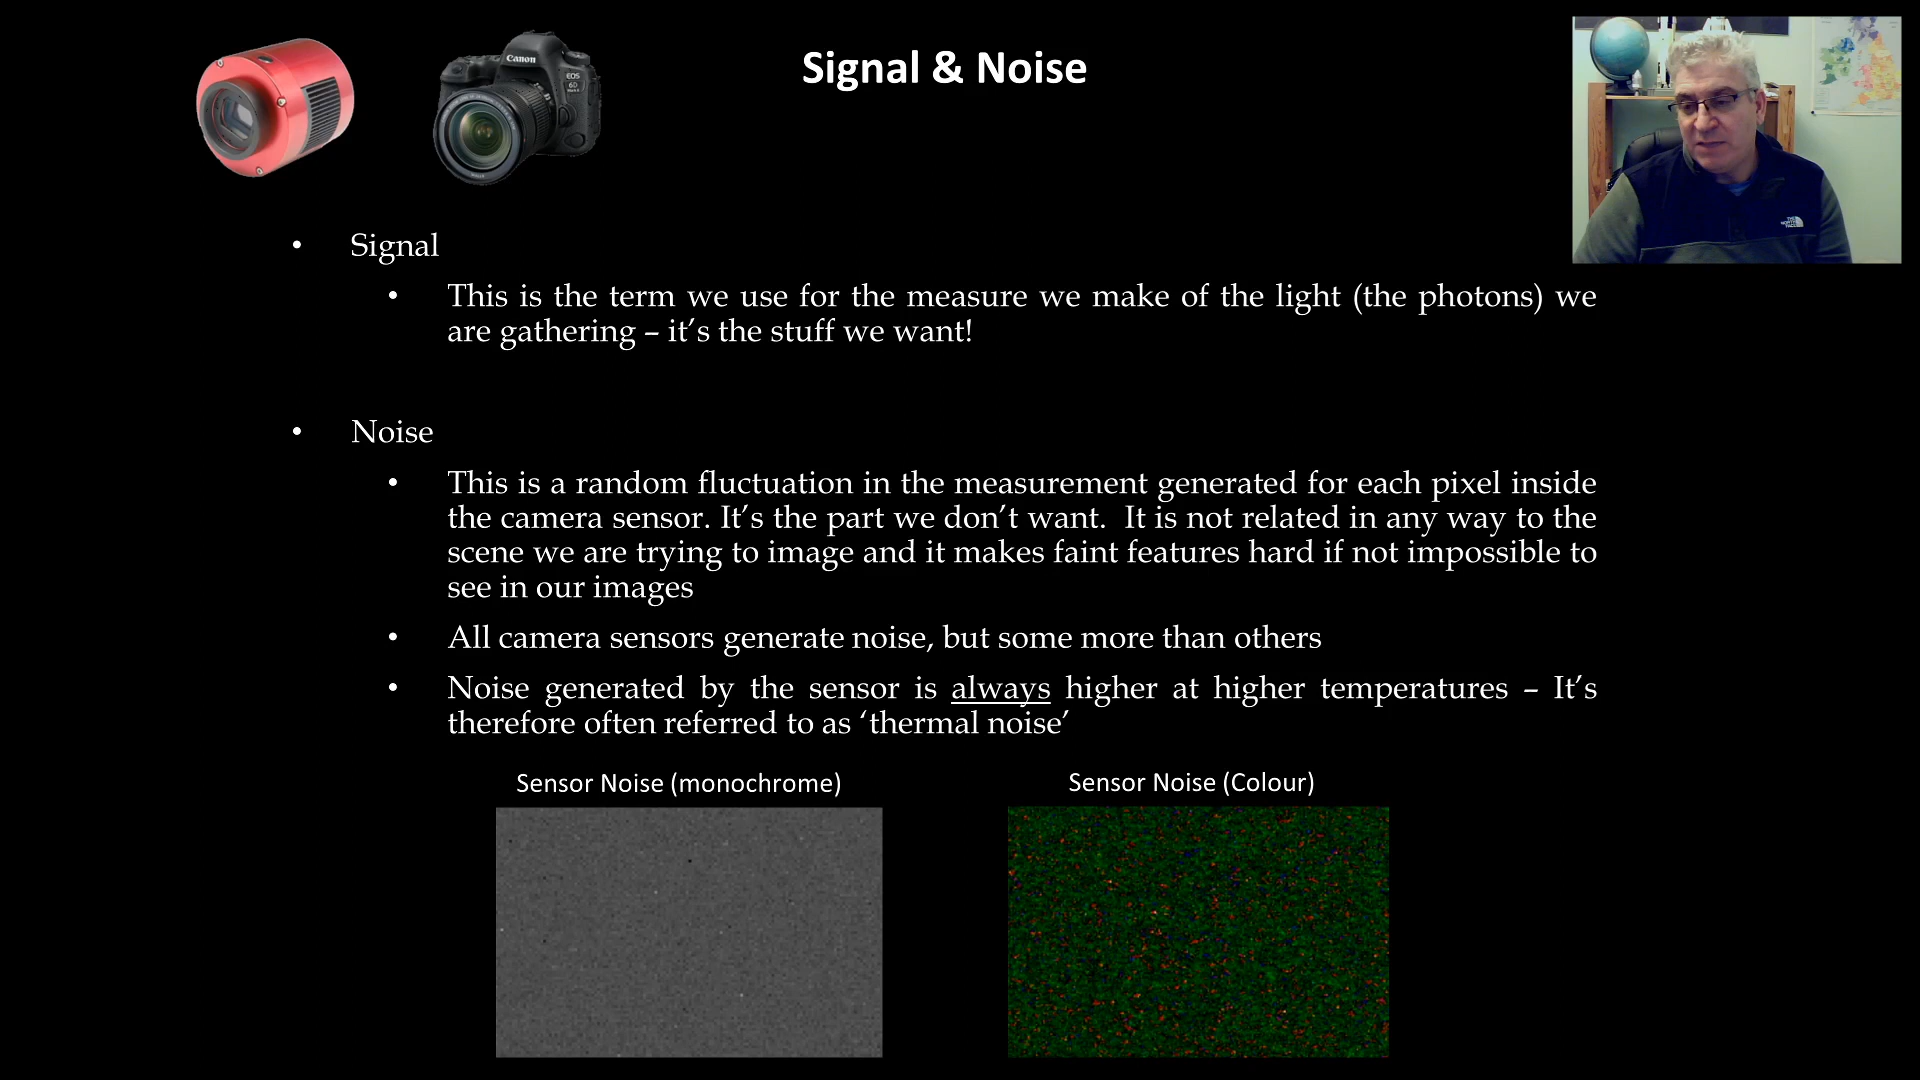 Signal & Noise
Canon
EOS
6D
THE
NORTH
FACE
• Signal
• This is the term we use for the measure we make of the light (the photons) we
are gathering – it’s the stuff we want!
• Noise
• This is a random fluctuation in the measurement generated for each pixel inside
the camera sensor. It’s the part we don’t want.  It is not related in any way to the
scene we are trying to image and it makes faint features hard if not impossible to
see in our images
• All camera sensors generate noise, but some more than others
• Noise generated by the sensor is always higher at higher temperatures – It’s
therefore often referred to as ‘thermal noise’
Sensor Noise (monochrome)
Sensor Noise (Colour)